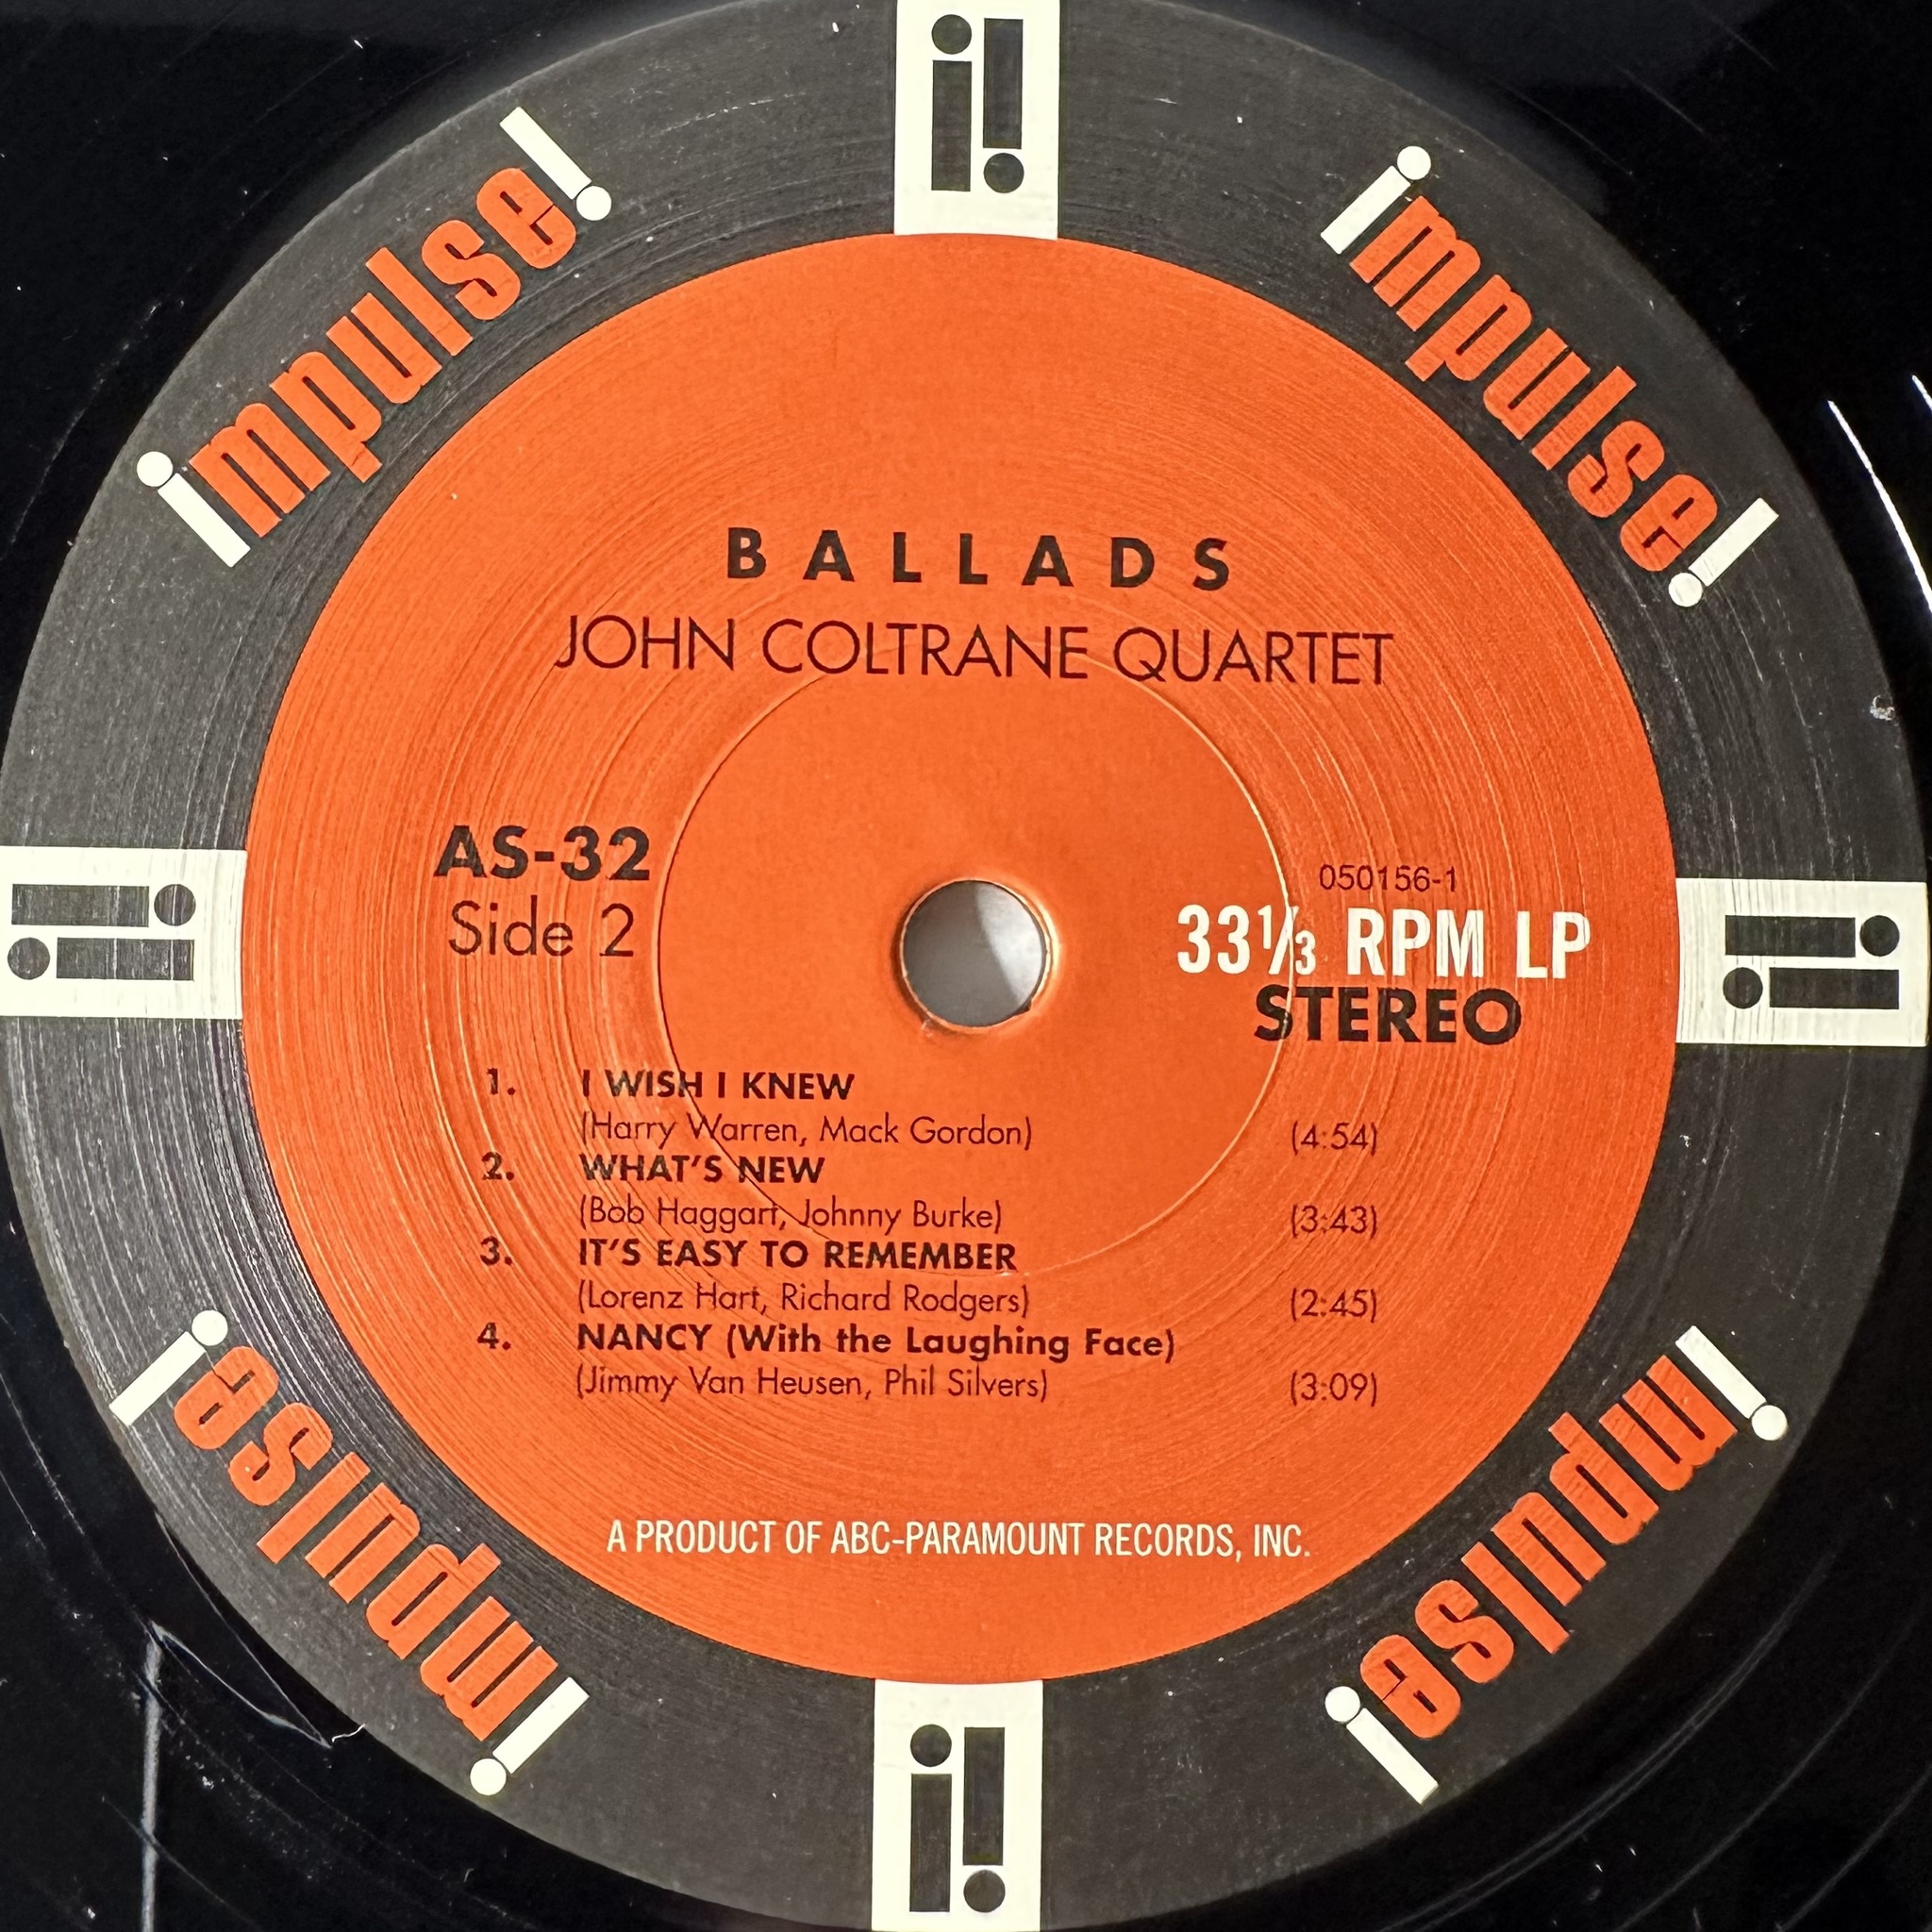 impulse!
impulse!
BALLADS
JOHN COLTRANE QUARTET
AS-32
Side 2
050156-1
33⅓ RPM LP
STEREO
1. I WISH I KNEW
(Harry Warren, Mack Gordon) (4:54)
2. WHAT'S NEW
(Bob Haggart, Johnny Burke) (3:43)
3. IT'S EASY TO REMEMBER
(Lorenz Hart, Richard Rodgers) (2:45)
4. NANCY (With the Laughing Face)
(Jimmy Van Heusen, Phil Silvers) (3:09)
A PRODUCT OF ABC-PARAMOUNT RECORDS, INC.
impulse!
impulse!